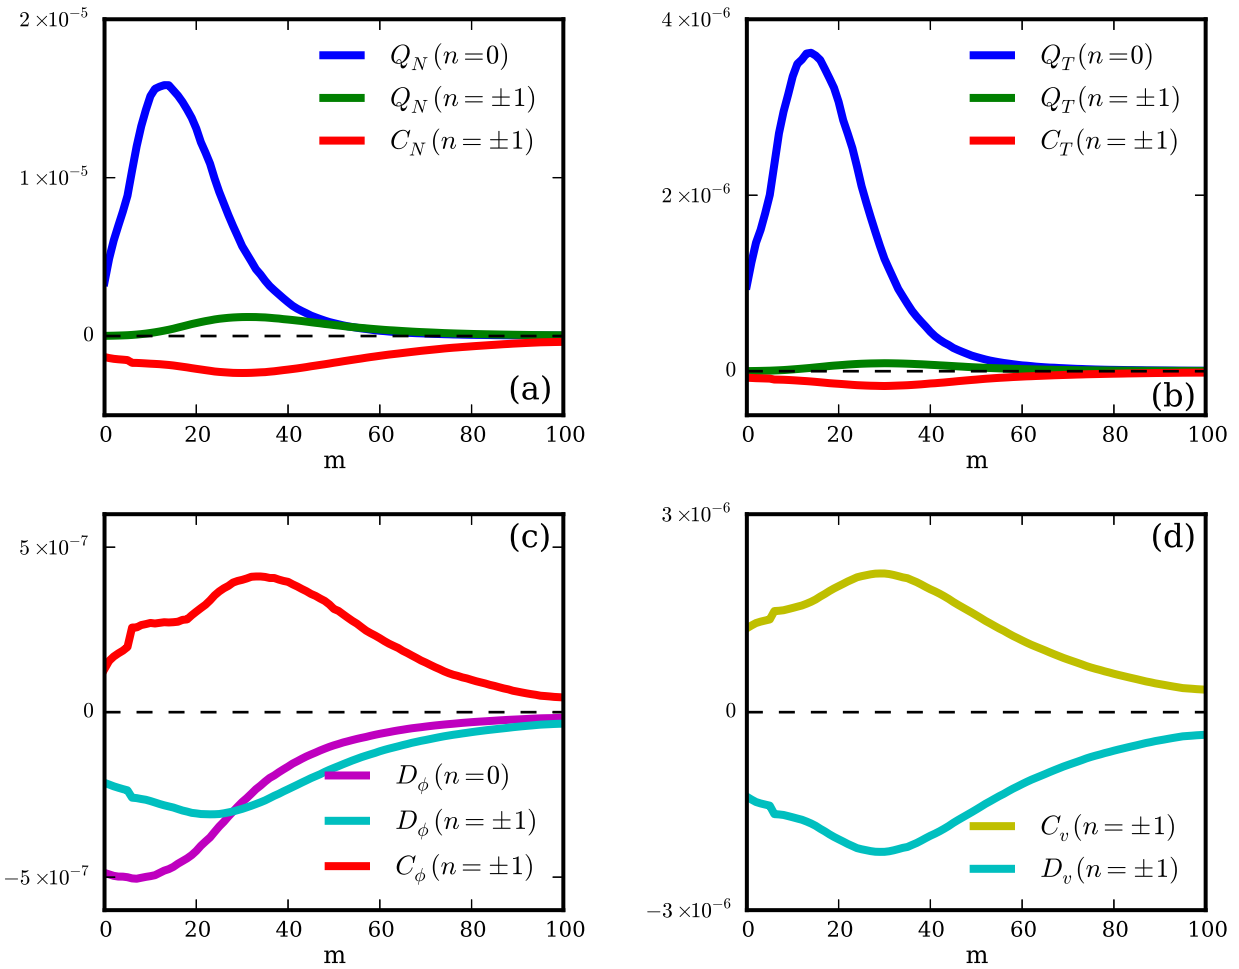 2 ×10⁻⁵
1 ×10⁻⁵
0
Q_N (n=0)
Q_N (n=±1)
C_N (n=±1)
(a)
0 20 40 60 80 100
m
4 ×10⁻⁶
2 ×10⁻⁶
0
Q_T (n=0)
Q_T (n=±1)
C_T (n=±1)
(b)
0 20 40 60 80 100
m
5 ×10⁻⁷
0
−5 ×10⁻⁷
(c)
D_ϕ (n=0)
D_ϕ (n=±1)
C_ϕ (n=±1)
0 20 40 60 80 100
m
3 ×10⁻⁶
0
−3 ×10⁻⁶
(d)
C_v (n=±1)
D_v (n=±1)
0 20 40 60 80 100
m